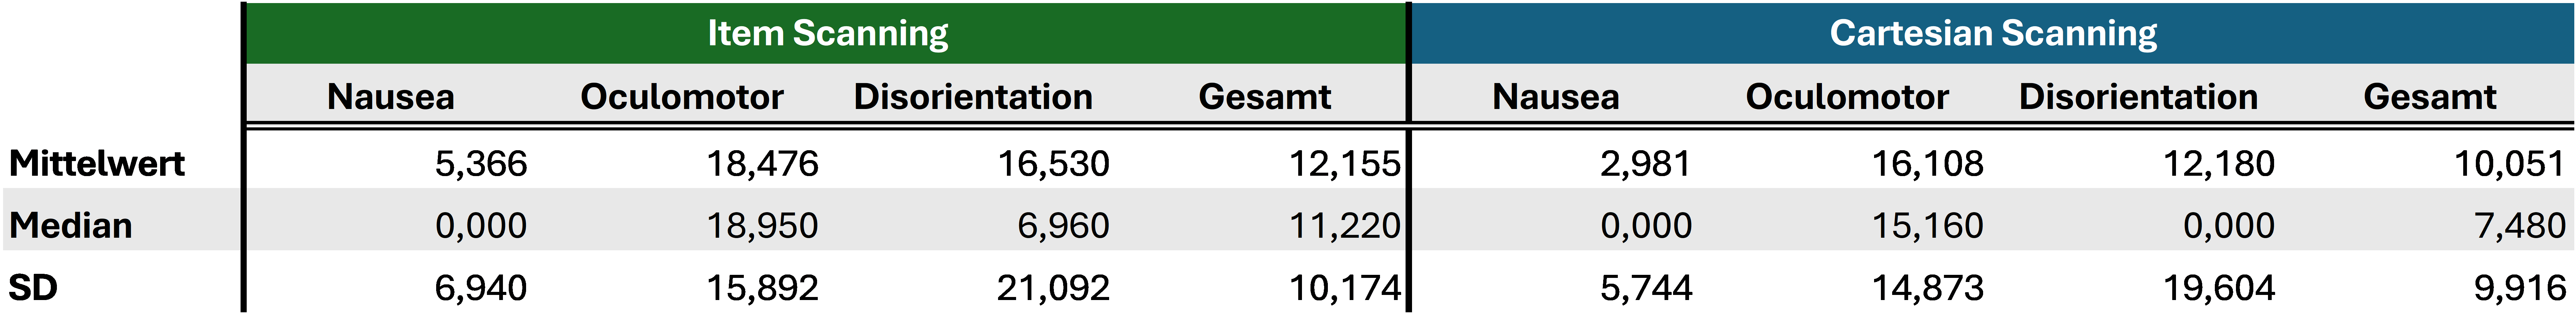 Item Scanning Cartesian Scanning
Nausea Oculomotor Disorientation Gesamt Nausea Oculomotor Disorientation Gesamt
Mittelwert 5,366 18,476 16,530 12,155 2,981 16,108 12,180 10,051
Median 0,000 18,950 6,960 11,220 0,000 15,160 0,000 7,480
SD 6,940 15,892 21,092 10,174 5,744 14,873 19,604 9,916